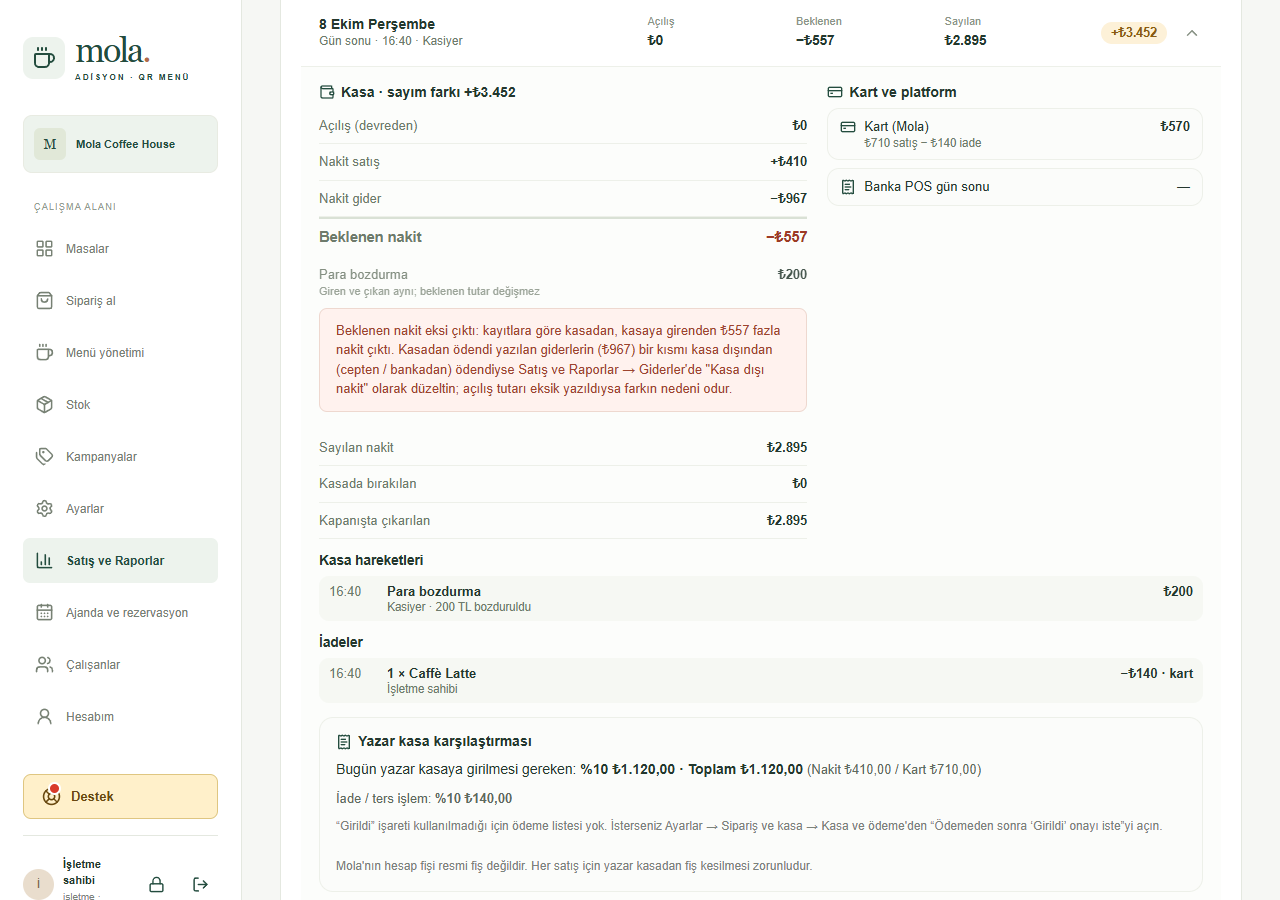 mola.
ADİSYON · QR MENÜ
M
Mola Coffee House
ÇALIŞMA ALANI
Masalar
Sipariş al
Menü yönetimi
Stok
Kampanyalar
Ayarlar
Satış ve Raporlar
Ajanda ve rezervasyon
Çalışanlar
Hesabım
Destek
İ
İşletme
sahibi
işletme ·
8 Ekim Perşembe
Gün sonu · 16:40 · Kasiyer
Açılış
₺0
Beklenen
−₺557
Sayılan
₺2.895
+₺3.452
Kasa · sayım farkı +₺3.452
Açılış (devreden) ₺0
Nakit satış +₺410
Nakit gider −₺967
Beklenen nakit −₺557
Para bozdurma ₺200
Giren ve çıkan aynı; beklenen tutar değişmez
Beklenen nakit eksi çıktı: kayıtlara göre kasadan, kasaya girenden ₺557 fazla
nakit çıktı. Kasadan ödendi yazılan giderlerin (₺967) bir kısmı kasa dışından
(cepten / bankadan) ödendiyse Satış ve Raporlar → Giderler'de "Kasa dışı
nakit" olarak düzeltin; açılış tutarı eksik yazıldıysa farkın nedeni odur.
Sayılan nakit ₺2.895
Kasada bırakılan ₺0
Kapanışta çıkarılan ₺2.895
Kart ve platform
Kart (Mola) ₺570
₺710 satış − ₺140 iade
Banka POS gün sonu —
Kasa hareketleri
16:40 Para bozdurma ₺200
Kasiyer · 200 TL bozduruldu
İadeler
16:40 1 × Caffè Latte −₺140 · kart
İşletme sahibi
Yazar kasa karşılaştırması
Bugün yazar kasaya girilmesi gereken: %10 ₺1.120,00 · Toplam ₺1.120,00 (Nakit ₺410,00 / Kart ₺710,00)
İade / ters işlem: %10 ₺140,00
“Girildi” işareti kullanılmadığı için ödeme listesi yok. İsterseniz Ayarlar → Sipariş ve kasa → Kasa ve ödeme'den “Ödemeden sonra ‘Girildi’ onayı iste”yi açın.
Mola'nın hesap fişi resmi fiş değildir. Her satış için yazar kasadan fiş kesilmesi zorunludur.